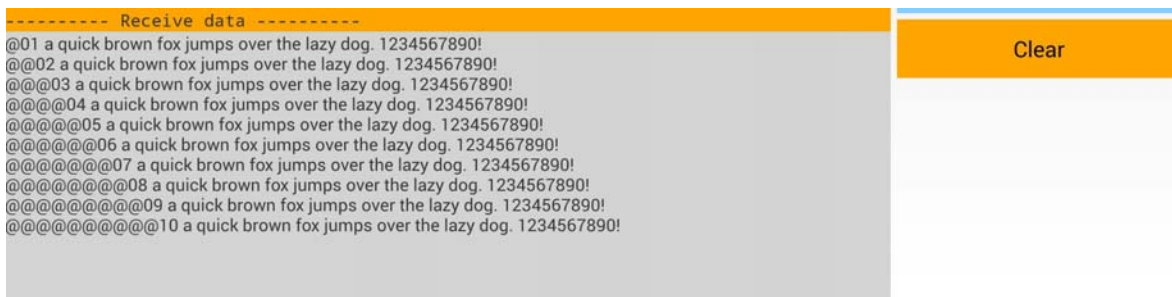 ---------- Receive data ----------
@01 a quick brown fox jumps over the lazy dog. 1234567890!
@@02 a quick brown fox jumps over the lazy dog. 1234567890!
@@@03 a quick brown fox jumps over the lazy dog. 1234567890!
@@@@04 a quick brown fox jumps over the lazy dog. 1234567890!
@@@@@05 a quick brown fox jumps over the lazy dog. 1234567890!
@@@@@@06 a quick brown fox jumps over the lazy dog. 1234567890!
@@@@@@@07 a quick brown fox jumps over the lazy dog. 1234567890!
@@@@@@@@08 a quick brown fox jumps over the lazy dog. 1234567890!
@@@@@@@@@09 a quick brown fox jumps over the lazy dog. 1234567890!
@@@@@@@@@@10 a quick brown fox jumps over the lazy dog. 1234567890!
Clear